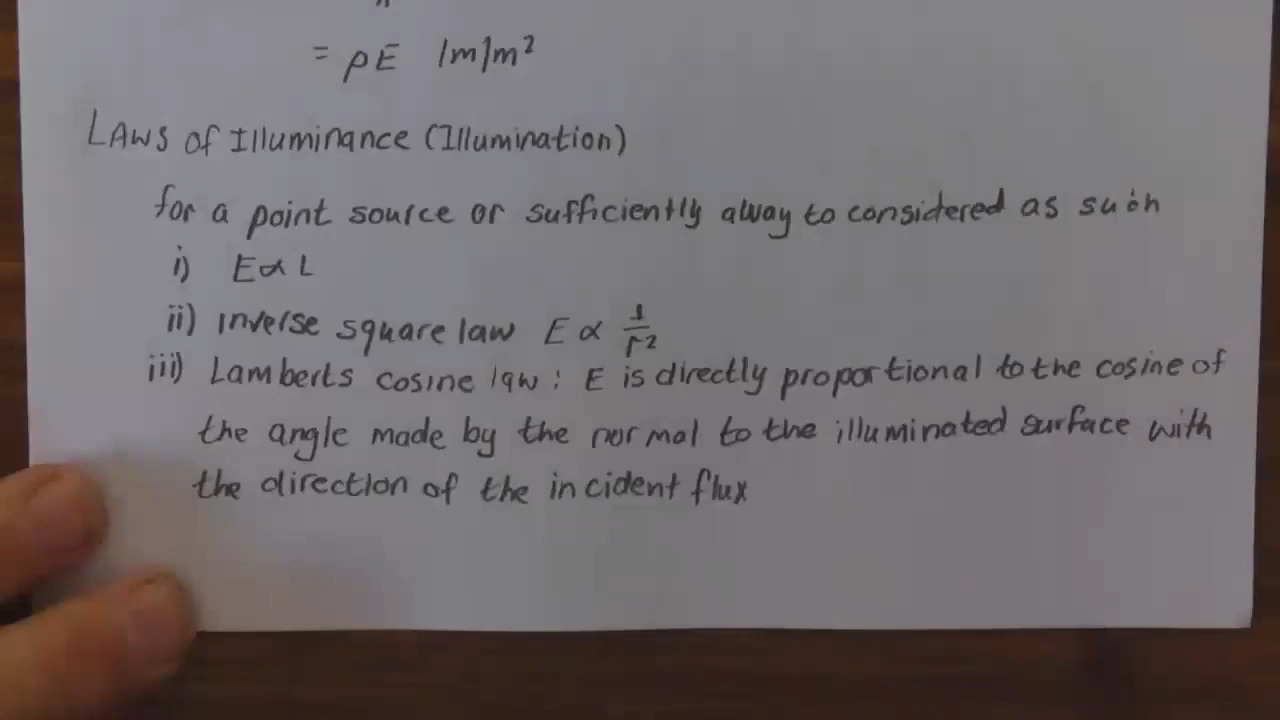 = ρE lm/m²
LAWS of Illuminance (Illumination)
for a point source or sufficiently away to considered as such
i) E ∝ L
ii) inverse square law E ∝ 1/r²
iii) Lamberts cosine law : E is directly proportional to the cosine of
the angle made by the normal to the illuminated surface with
the direction of the incident flux